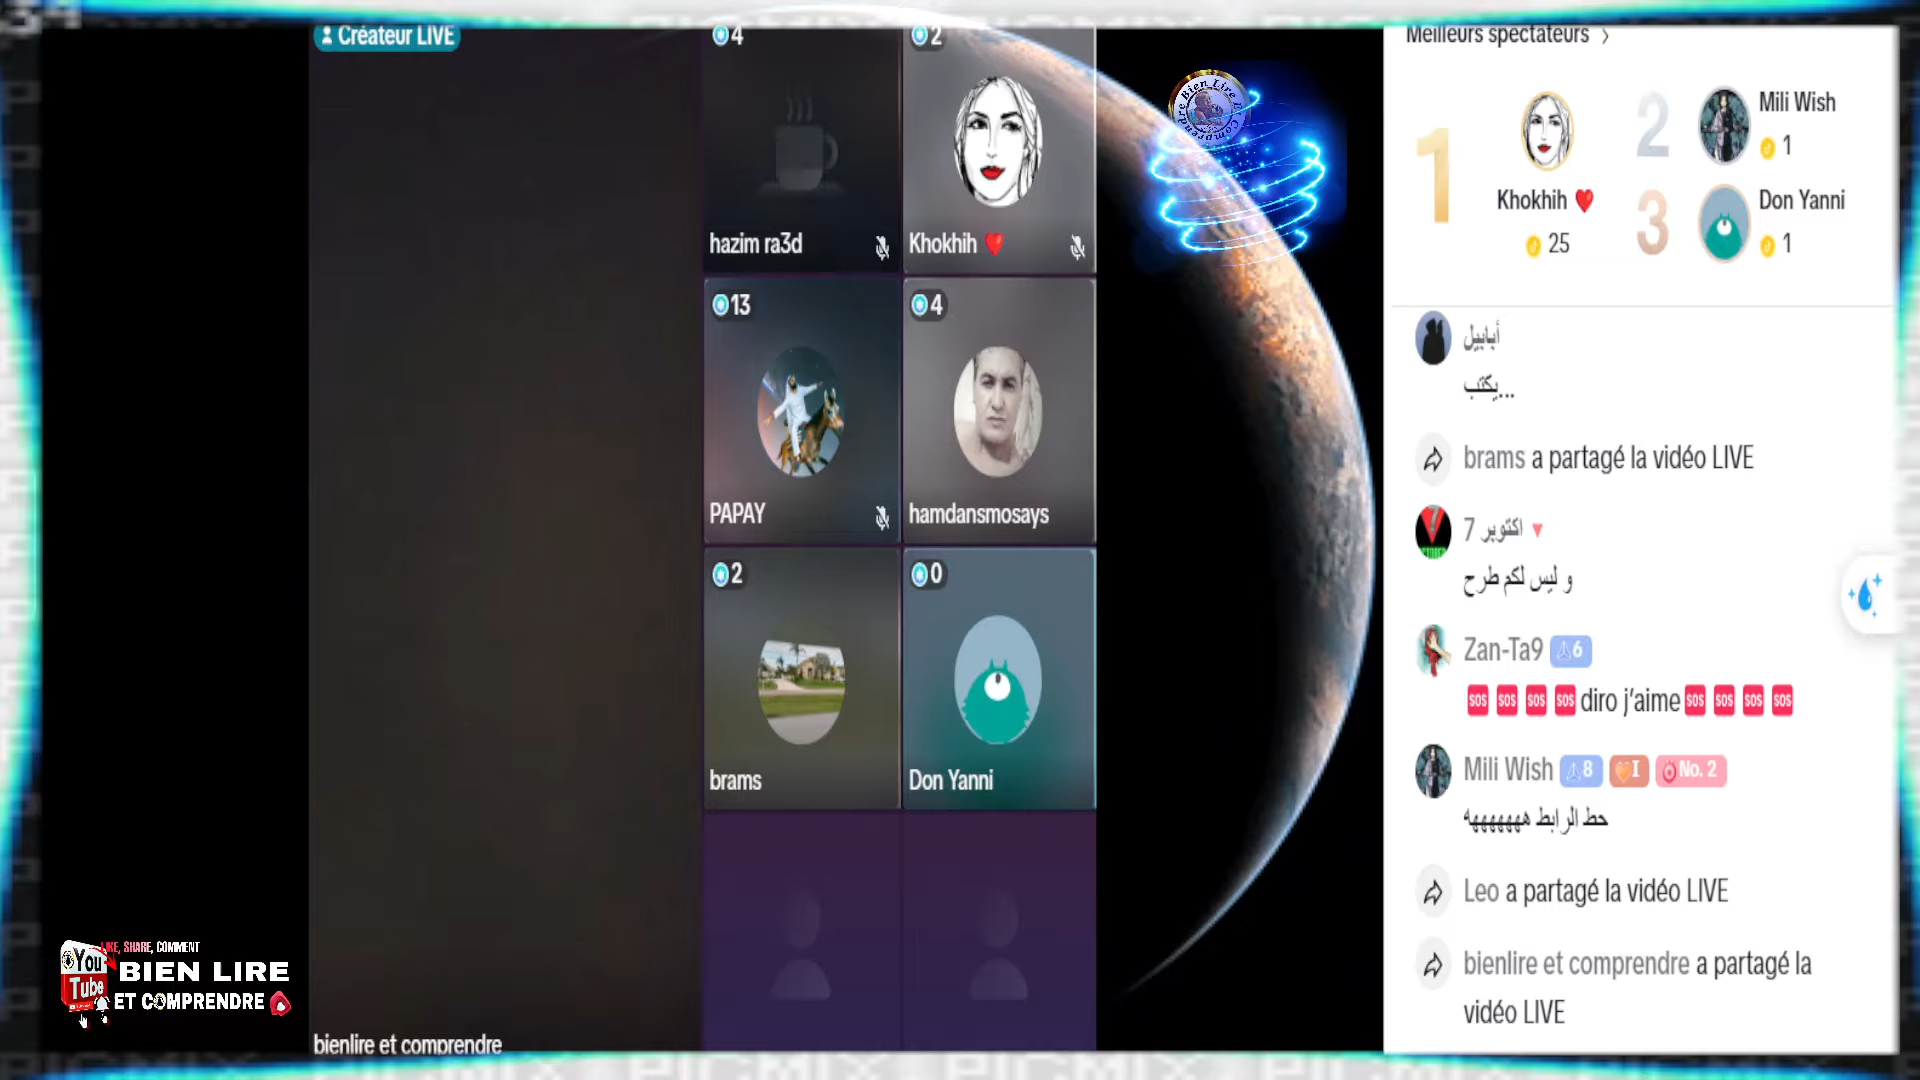 Créateur LIVE
4
2
hazim ra3d
Khokhih ❤️
13
4
PAPAY
hamdansmosays
2
0
brams
Don Yanni
bienlire et comprendre
LIKE, SHARE, COMMENT
You
Tube
BIEN LIRE
ET COMPRENDRE
Meilleurs spectateurs >
1
Khokhih ❤️
25
2
Mili Wish
1
3
Don Yanni
1
أبابيل
يكتب...
brams a partagé la vidéo LIVE
7 اكتوبر 🔻
و ليس لكم طرح
Zan-Ta9 6
🆘🆘🆘🆘diro j’aime🆘🆘🆘🆘
Mili Wish 8 I No. 2
حط الرابط ههههههه
Leo a partagé la vidéo LIVE
bienlire et comprendre a partagé la
vidéo LIVE